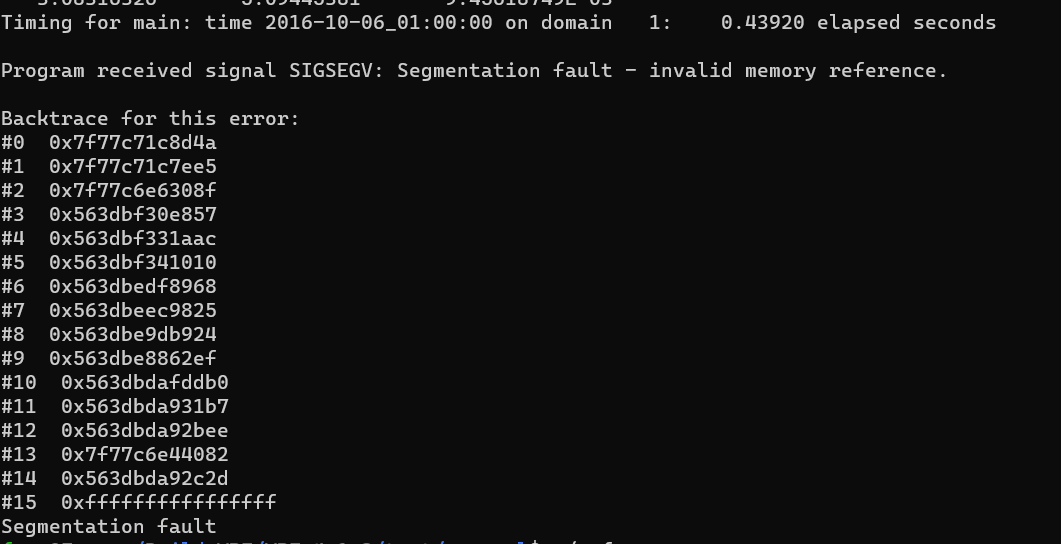 Timing for main: time 2016-10-06_01:00:00 on domain   1:    0.43920 elapsed seconds
Program received signal SIGSEGV: Segmentation fault - invalid memory reference.
Backtrace for this error:
#0  0x7f77c71c8d4a
#1  0x7f77c71c7ee5
#2  0x7f77c6e6308f
#3  0x563dbf30e857
#4  0x563dbf331aac
#5  0x563dbf341010
#6  0x563dbedf8968
#7  0x563dbeec9825
#8  0x563dbe9db924
#9  0x563dbe8862ef
#10  0x563dbdafddb0
#11  0x563dbda931b7
#12  0x563dbda92bee
#13  0x7f77c6e44082
#14  0x563dbda92c2d
#15  0xffffffffffffffff
Segmentation fault